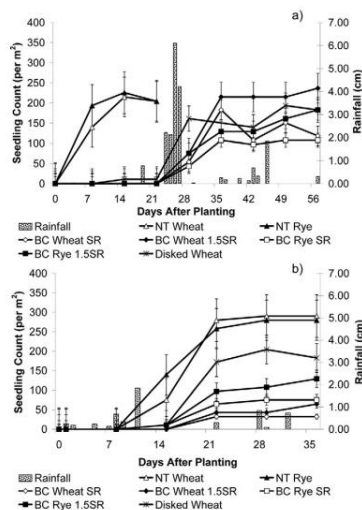 a)
Seedling Count (per m²)
400
350
300
250
200
150
100
50
0
7.00
6.00
5.00
4.00
3.00
2.00
1.00
0.00
Rainfall (cm)
0 7 14 21 28 35 42 49 56
Days After Planting
Rainfall NT Wheat NT Rye
BC Wheat SR BC Wheat 1.5SR BC Rye SR
BC Rye 1.5SR Disked Wheat
b)
Seedling Count (per m²)
400
350
300
250
200
150
100
50
0
7.00
6.00
5.00
4.00
3.00
2.00
1.00
0.00
Rainfall (cm)
0 7 14 21 28 35
Days After Planting
Rainfall NT Wheat NT Rye
BC Wheat SR BC Wheat 1.5SR BC Rye SR
BC Rye 1.5SR Disked Wheat